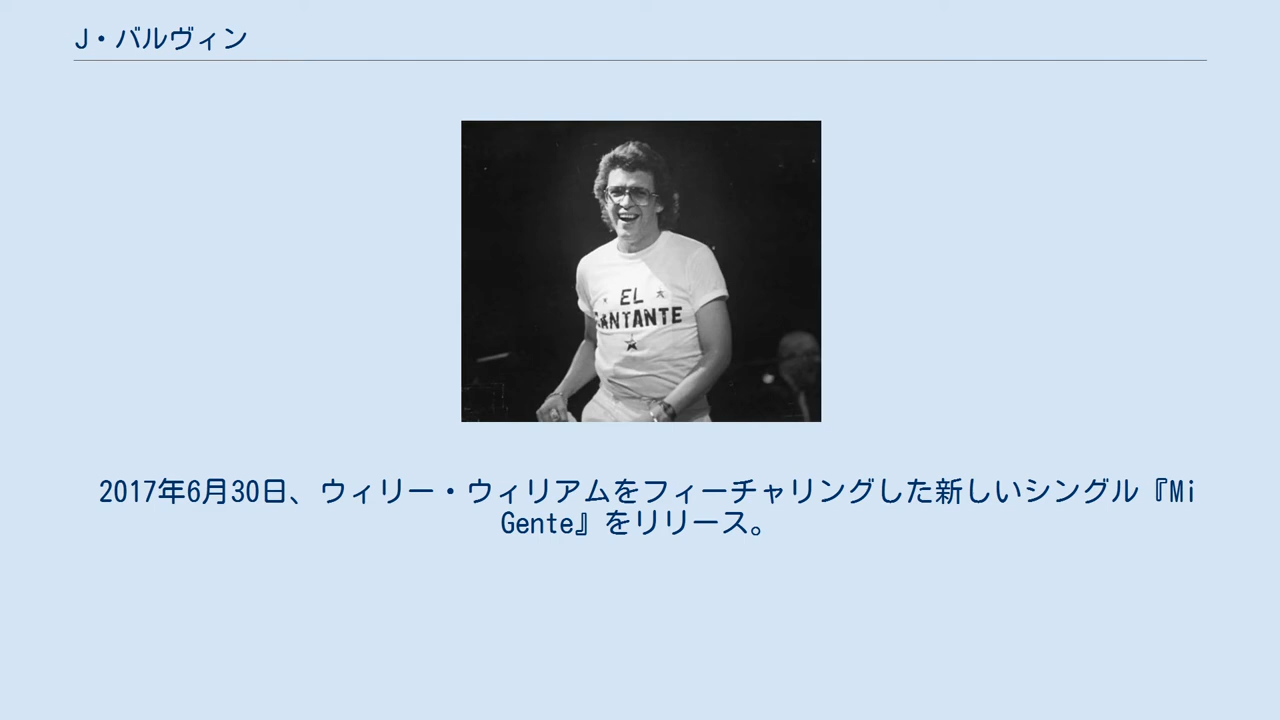 J・バルヴィン
EL
CANTANTE
2017年6月30日、ウィリー・ウィリアムをフィーチャリングした新しいシングル『Mi
Gente』をリリース。